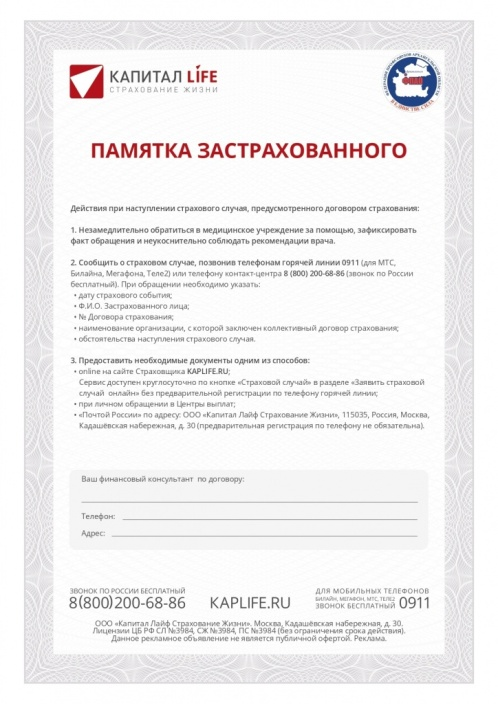 КАПИТАЛ LIFE
СТРАХОВАНИЕ ЖИЗНИ
ФПАО
В ЕДИНСТВЕ СИЛА
ПАМЯТКА ЗАСТРАХОВАННОГО
Действия при наступлении страхового случая, предусмотренного договором страхования:
1. Незамедлительно обратиться в медицинское учреждение за помощью, зафиксировать
факт обращения и неукоснительно соблюдать рекомендации врача.
2. Сообщить о страховом случае, позвонив телефонам горячей линии 0911 (для МТС,
Билайна, Мегафона, Теле2) или телефону контакт-центра 8 (800) 200-68-86 (звонок по России
бесплатный). При обращении необходимо указать:
• дату страхового события;
• Ф.И.О. Застрахованного лица;
• № Договора страхования;
• наименование организации, с которой заключен коллективный договор страхования;
• обстоятельства наступления страхового случая.
3. Предоставить необходимые документы одним из способов:
• online на сайте Страховщика KAPLIFE.RU;
Сервис доступен круглосуточно по кнопке «Страховой случай» в разделе «Заявить страховой
случай онлайн» без предварительной регистрации по телефону горячей линии;
• при личном обращении в Центры выплат;
• «Почтой России» по адресу: ООО «Капитал Лайф Страхование Жизни», 115035, Россия, Москва,
Кадашёвская набережная, д. 30 (предварительная регистрация по телефону не обязательна).
Ваш финансовый консультант по договору:
Телефон:
Адрес:
ЗВОНОК ПО РОССИИ БЕСПЛАТНЫЙ
8(800)200-68-86
KAPLIFE.RU
ДЛЯ МОБИЛЬНЫХ ТЕЛЕФОНОВ
БИЛАЙН, МЕГАФОН, МТС, ТЕЛЕ2
ЗВОНОК БЕСПЛАТНЫЙ 0911
ООО «Капитал Лайф Страхование Жизни». Москва, Кадашёвская набережная, д. 30.
Лицензии ЦБ РФ СЛ №3984, СЖ №3984, ПС №3984 (без ограничения срока действия).
Данное рекламное объявление не является публичной офертой. Реклама.